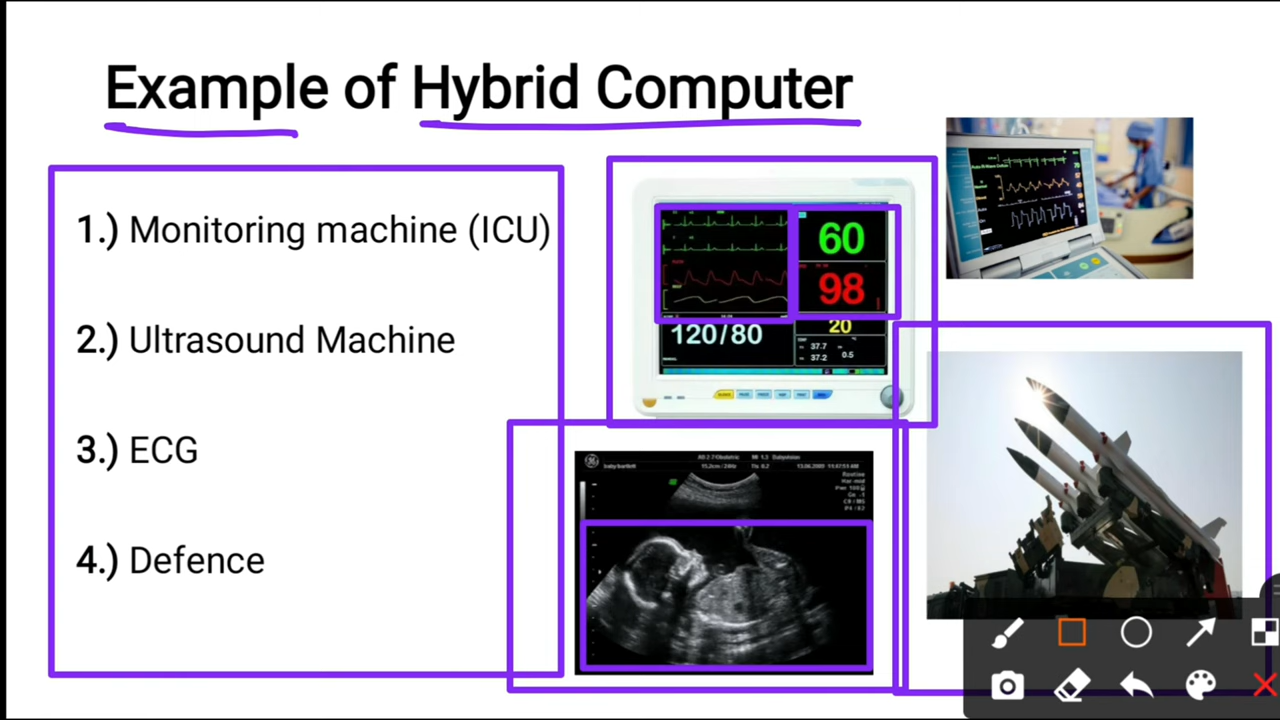 Example of Hybrid Computer
1.) Monitoring machine (ICU)
2.) Ultrasound Machine
3.) ECG
4.) Defence
60
98
120/80
20
37.7
37.2
0.5